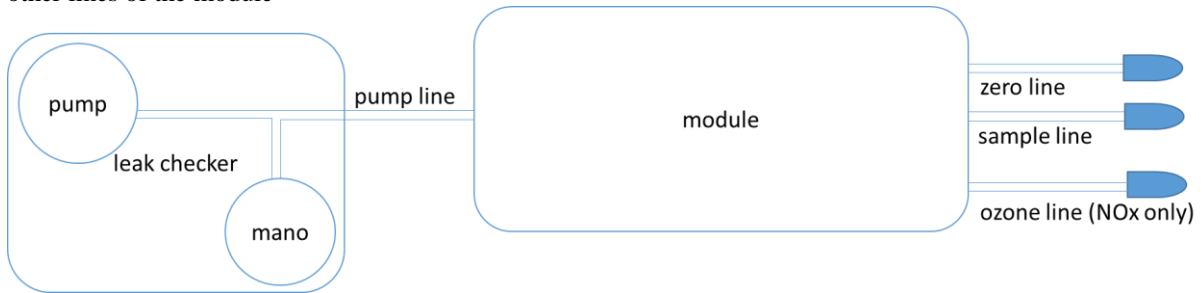 other lines of the module
pump
pump line
zero line
module
sample line
leak checker
ozone line (NOx only)
mano